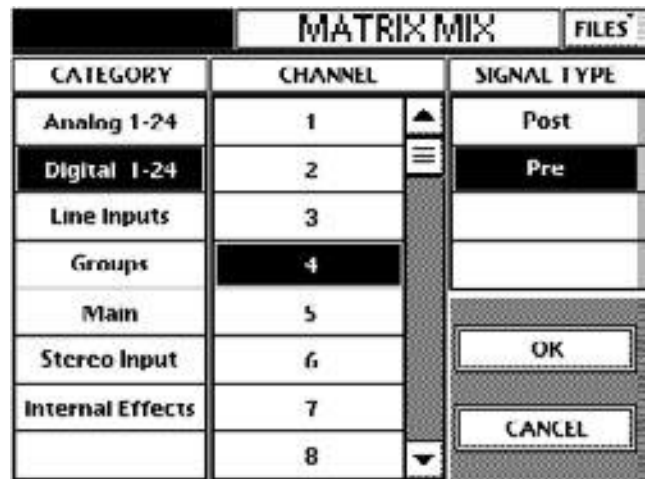 MATRIX MIX
FILES
CATEGORY
CHANNEL
SIGNAL TYPE
Analog 1-24
Digital 1-24
Line Inputs
Groups
Main
Stereo Input
Internal Effects
1
2
3
4
5
6
7
8
Post
Pre
OK
CANCEL